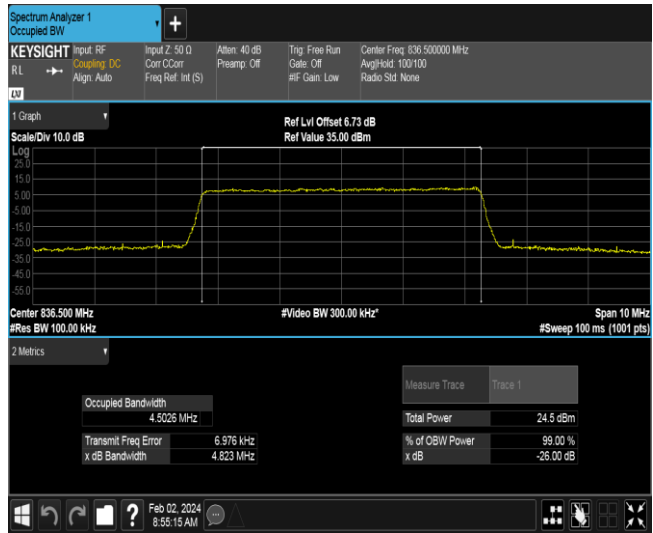 Spectrum Analyzer 1
Occupied BW
+
KEYSIGHT Input: RF Input Z: 50 Ω Atten: 40 dB Trig: Free Run Center Freq: 836.500000 MHz
RL Coupling: DC Corr CCorr Preamp: Off Gate: Off Avg|Hold: 100/100
Align: Auto Freq Ref: Int (S) #IF Gain: Low Radio Std: None
LXI
1 Graph
Ref Lvl Offset 6.73 dB
Scale/Div 10.0 dB Ref Value 35.00 dBm
Log
25.0
15.0
5.00
-5.00
-15.0
-25.0
-35.0
-45.0
-55.0
Center 836.500 MHz #Video BW 300.00 kHz* Span 10 MHz
#Res BW 100.00 kHz #Sweep 100 ms (1001 pts)
2 Metrics
Measure Trace Trace 1
Occupied Bandwidth
4.5026 MHz Total Power 24.5 dBm
Transmit Freq Error 6.976 kHz % of OBW Power 99.00 %
x dB Bandwidth 4.823 MHz x dB -26.00 dB
? Feb 02, 2024
8:55:15 AM